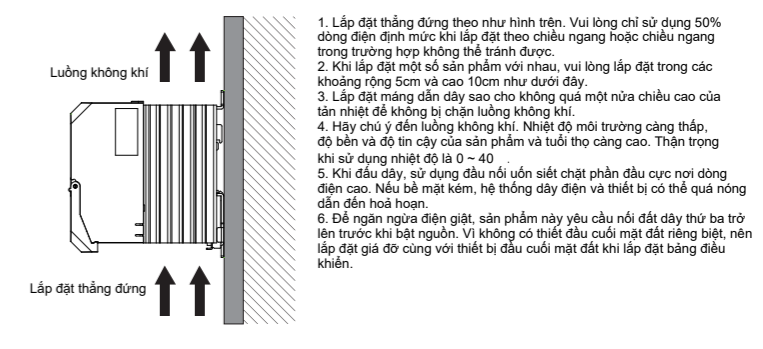 Luồng không khí
Lắp đặt thẳng đứng
1. Lắp đặt thẳng đứng theo như hình trên. Vui lòng chỉ sử dụng 50%
dòng điện định mức khi lắp đặt theo chiều ngang hoặc chiều ngang
trong trường hợp không thể tránh được.
2. Khi lắp đặt một số sản phẩm với nhau, vui lòng lắp đặt trong các
khoảng rộng 5cm và cao 10cm như dưới đây.
3. Lắp đặt máng dẫn dây sao cho không quá một nửa chiều cao của
tản nhiệt để không bị chặn luồng không khí.
4. Hãy chú ý đến luồng không khí. Nhiệt độ môi trường càng thấp,
độ bền và độ tin cậy của sản phẩm và tuổi thọ càng cao. Thận trọng
khi sử dụng nhiệt độ là 0 ~ 40 .
5. Khi đấu dây, sử dụng đầu nối uốn siết chặt phần đầu cực nơi dòng
điện cao. Nếu bề mặt kém, hệ thống dây điện và thiết bị có thể quá nóng
dẫn đến hoả hoạn.
6. Để ngăn ngừa điện giật, sản phẩm này yêu cầu nối đất dây thứ ba trở
lên trước khi bật nguồn. Vì không có thiết đầu cuối mặt đất riêng biệt, nên
lắp đặt giá đỡ cùng với thiết bị đầu cuối mặt đất khi lắp đặt bảng điều
khiển.